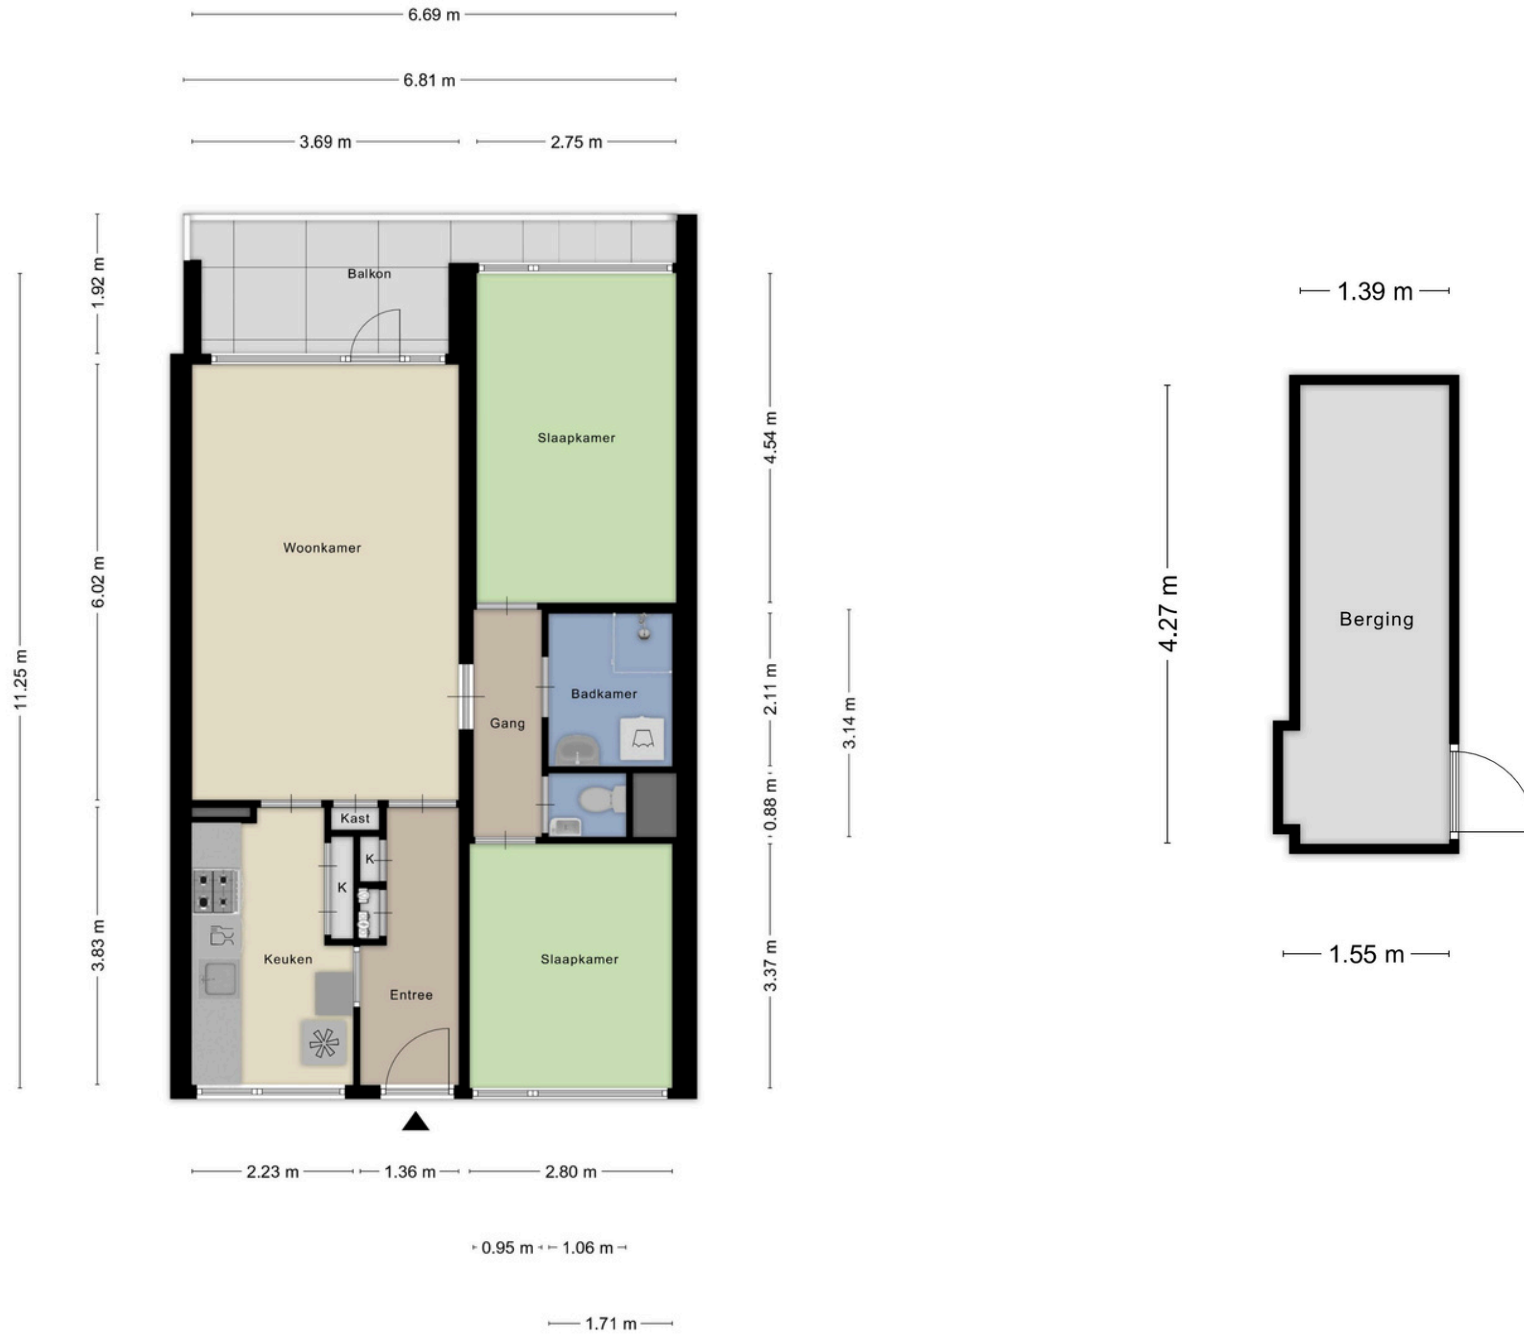 6.69 m
6.81 m
3.69 m
2.75 m
1.92 m
Balkon
1.39 m
4.54 m
Slaapkamer
Woonkamer
6.02 m
4.27 m
Berging
11.25 m
2.11 m
3.14 m
Badkamer
Gang
0.88 m
Kast
K
K
3.83 m
Keuken
Slaapkamer
3.37 m
1.55 m
Entree
2.23 m
1.36 m
2.80 m
0.95 m
1.06 m
1.71 m